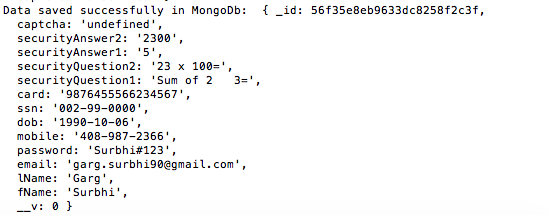 Data saved successfully in MongoDb:  { _id: 56f35e8eb9633dc8258f2c3f,
  captcha: 'undefined',
  securityAnswer2: '2300',
  securityAnswer1: '5',
  securityQuestion2: '23 x 100=',
  securityQuestion1: 'Sum of 2   3=',
  card: '9876455566234567',
  ssn: '002-99-0000',
  dob: '1990-10-06',
  mobile: '408-987-2366',
  password: 'Surbhi#123',
  email: 'garg.surbhi90@gmail.com',
  lName: 'Garg',
  fName: 'Surbhi',
  __v: 0 }